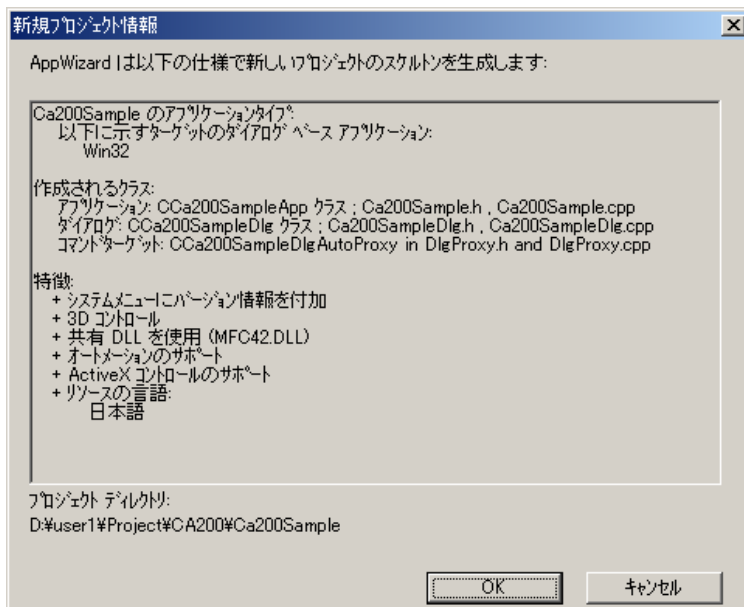 新規ﾌﾟﾛｼﾞｪｸﾄ情報
AppWizard は以下の仕様で新しいﾌﾟﾛｼﾞｪｸﾄのｽｹﾙﾄﾝを生成します:
Ca200Sample のｱﾌﾟﾘｹｰｼｮﾝﾀｲﾌﾟ:
以下に示すﾀｰｹﾞｯﾄのﾀﾞｲｱﾛｸﾞ ﾍﾞｰｽ ｱﾌﾟﾘｹｰｼｮﾝ:
Win32
作成されるｸﾗｽ:
ｱﾌﾟﾘｹｰｼｮﾝ: CCa200SampleApp ｸﾗｽ ; Ca200Sample.h , Ca200Sample.cpp
ﾀﾞｲｱﾛｸﾞ: CCa200SampleDlg ｸﾗｽ ; Ca200SampleDlg.h , Ca200SampleDlg.cpp
ｺﾏﾝﾄﾞﾀｰｹﾞｯﾄ: CCa200SampleDlgAutoProxy in DlgProxy.h and DlgProxy.cpp
特徴:
+ ｼｽﾃﾑﾒﾆｭｰにﾊﾞｰｼﾞｮﾝ情報を付加
+ 3D ｺﾝﾄﾛｰﾙ
+ 共有 DLL を使用 (MFC42.DLL)
+ ｵｰﾄﾒｰｼｮﾝのｻﾎﾟｰﾄ
+ ActiveX ｺﾝﾄﾛｰﾙのｻﾎﾟｰﾄ
+ ﾘｿｰｽの言語:
日本語
ﾌﾟﾛｼﾞｪｸﾄ ﾃﾞｨﾚｸﾄﾘ:
D:¥user1¥Project¥CA200¥Ca200Sample
OK
ｷｬﾝｾﾙ